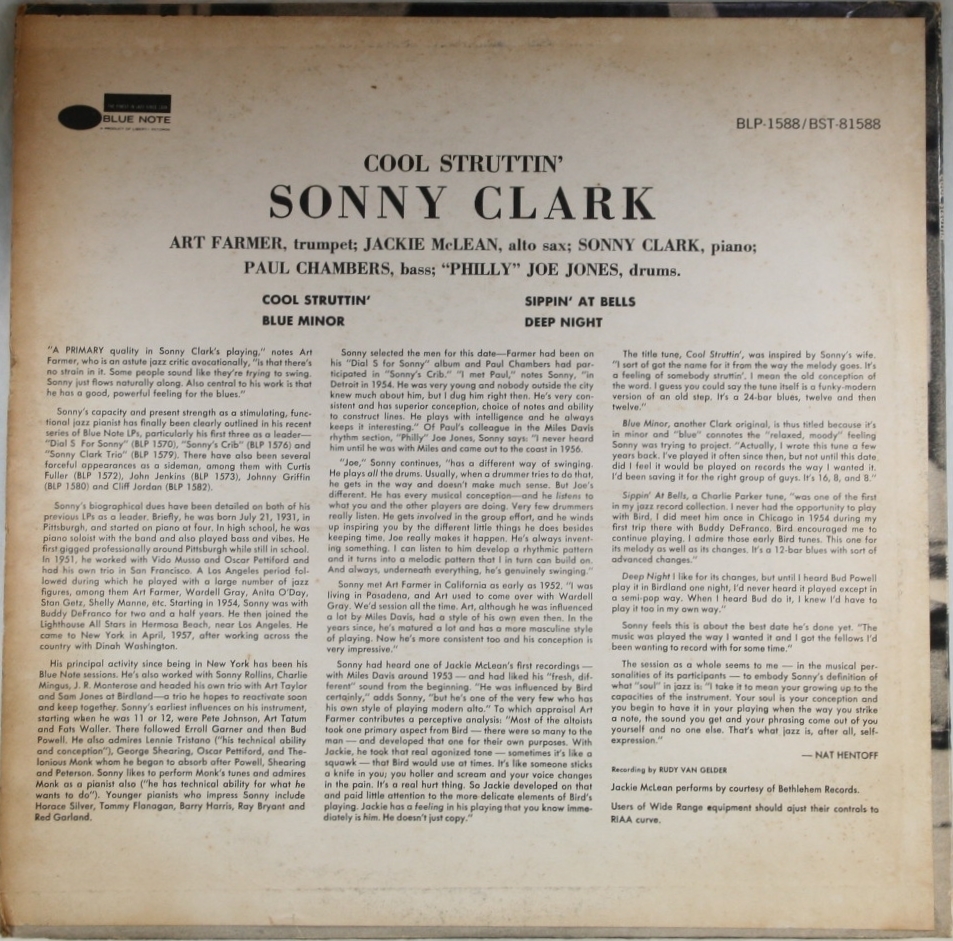 THE FINEST IN JAZZ SINCE 1939
BLUE NOTE
A PRODUCT OF LIBERTY RECORDS
BLP-1588/BST-81588
COOL STRUTTIN’
SONNY CLARK
ART FARMER, trumpet; JACKIE McLEAN, alto sax; SONNY CLARK, piano;
PAUL CHAMBERS, bass; “PHILLY” JOE JONES, drums.
COOL STRUTTIN’
BLUE MINOR
SIPPIN’ AT BELLS
DEEP NIGHT
“A PRIMARY quality in Sonny Clark’s playing,” notes Art
Farmer, who is an astute jazz critic avocationally, “is that there’s
no strain in it. Some people sound like they’re trying to swing.
Sonny just flows naturally along. Also central to his work is that
he has a good, powerful feeling for the blues.”
Sonny’s capacity and present strength as a stimulating, func-
tional jazz pianist has finally been clearly outlined in his recent
series of Blue Note LPs, particularly his first three as a leader—
“Dial S For Sonny” (BLP 1570), “Sonny’s Crib” (BLP 1576) and
“Sonny Clark Trio” (BLP 1579). There have also been several
forceful appearances as a sideman, among them with Curtis
Fuller (BLP 1572), John Jenkins (BLP 1573), Johnny Griffin
(BLP 1580) and Cliff Jordan (BLP 1582).
Sonny’s biographical dues have been detailed on both of his
previous LPs as a leader. Briefly, he was born July 21, 1931, in
Pittsburgh, and started on piano at four. In high school, he was
piano soloist with the band and also played bass and vibes. He
first gigged professionally around Pittsburgh while still in school.
In 1951, he worked with Vido Musso and Oscar Pettiford and
had his own trio in San Francisco. A Los Angeles period fol-
lowed during which he played with a large number of jazz
figures, among them Art Farmer, Wardell Gray, Anita O’Day,
Stan Getz, Shelly Manne, etc. Starting in 1954, Sonny was with
Buddy DeFranco for two and a half years. He then joined the
Lighthouse All Stars in Hermosa Beach, near Los Angeles. He
came to New York in April, 1957, after working across the
country with Dinah Washington.
His principal activity since being in New York has been his
Blue Note sessions. He’s also worked with Sonny Rollins, Charlie
Mingus, J. R. Monterose and headed his own trio with Art Taylor
and Sam Jones at Birdland—a trio he hopes to reactivate soon
and keep together. Sonny’s earliest influences on his instrument,
starting when he was 11 or 12, were Pete Johnson, Art Tatum
and Fats Waller. There followed Erroll Garner and then Bud
Powell. He also admires Lennie Tristano (“his technical ability
and conception”), George Shearing, Oscar Pettiford, and The-
lonious Monk whom he began to absorb after Powell, Shearing
and Peterson. Sonny likes to perform Monk’s tunes and admires
Monk as a pianist also (“he has technical ability for what he
wants to do”). Younger pianists who impress Sonny include
Horace Silver, Tommy Flanagan, Barry Harris, Ray Bryant and
Red Garland.
Sonny selected the men for this date—Farmer had been on
his “Dial S for Sonny” album and Paul Chambers had par-
ticipated in “Sonny’s Crib.” “I met Paul,” notes Sonny, “in
Detroit in 1954. He was very young and nobody outside the city
knew much about him, but I dug him right then. He’s very con-
sistent and has superior conception, choice of notes and ability
to construct lines. He plays with intelligence and he always
keeps it interesting.” Of Paul’s colleague in the Miles Davis
rhythm section, “Philly” Joe Jones, Sonny says: “I never heard
him until he was with Miles and came out to the coast in 1956.
“Joe,” Sonny continues, “has a different way of swinging.
He plays all the drums. Usually, when a drummer tries to do that,
he gets in the way and doesn’t make much sense. But Joe’s
different. He has every musical conception—and he listens to
what you and the other players are doing. Very few drummers
really listen. He gets involved in the group effort, and he winds
up inspiring you by the different little things he does besides
keeping time. Joe really makes it happen. He’s always invent-
ing something. I can listen to him develop a rhythmic pattern
and it turns into a melodic pattern that I in turn can build on.
And always, underneath everything, he’s genuinely swinging.”
Sonny met Art Farmer in California as early as 1952. “I was
living in Pasadena, and Art used to come over with Wardell
Gray. We’d session all the time. Art, although he was influenced
a lot by Miles Davis, had a style of his own even then. In the
years since, he’s matured a lot and has a more masculine style
of playing. Now he’s more consistent too and his conception is
very impressive.”
Sonny had heard one of Jackie McLean’s first recordings —
with Miles Davis around 1953 — and had liked his “fresh, dif-
ferent” sound from the beginning. “He was influenced by Bird
certainly,” adds Sonny, “but he’s one of the very few who has
his own style of playing modern alto.” To which appraisal Art
Farmer contributes a perceptive analysis: “Most of the altoists
took one primary aspect from Bird — there were so many to the
man — and developed that one for their own purposes. With
Jackie, he took that real agonized tone — sometimes it’s like a
squawk — that Bird would use at times. It’s like someone sticks
a knife in you; you holler and scream and your voice changes
in the pain. It’s a real hurt thing. So Jackie developed on that
and paid little attention to the more delicate elements of Bird’s
playing. Jackie has a feeling in his playing that you know imme-
diately is him. He doesn’t just copy.”
The title tune, Cool Struttin’, was inspired by Sonny’s wife.
“I sort of got the name for it from the way the melody goes. It’s
a feeling of somebody struttin’. I mean the old conception of
the word. I guess you could say the tune itself is a funky-modern
version of an old step. It’s a 24-bar blues, twelve and then
twelve.”
Blue Minor, another Clark original, is thus titled because it’s
in minor and “blue” connotes the “relaxed, moody” feeling
Sonny was trying to project. “Actually, I wrote this tune a few
years back. I’ve played it often since then, but not until this date,
did I feel it would be played on records the way I wanted it.
I’d been saving it for the right group of guys. It’s 16, 8, and 8.”
Sippin’ At Bells, a Charlie Parker tune, “was one of the first
in my jazz record collection. I never had the opportunity to play
with Bird, I did meet him once in Chicago in 1954 during my
first trip there with Buddy DeFranco. Bird encouraged me to
continue playing. I admire those early Bird tunes. This one for
its melody as well as its changes. It’s a 12-bar blues with sort of
advanced changes.”
Deep Night I like for its changes, but until I heard Bud Powell
play it in Birdland one night, I’d never heard it played except in
a semi-pop way. When I heard Bud do it, I knew I’d have to
play it too in my own way.”
Sonny feels this is about the best date he’s done yet. “The
music was played the way I wanted it and I got the fellows I’d
been wanting to record with for some time.”
The session as a whole seems to me — in the musical per-
sonalities of its participants — to embody Sonny’s definition of
what “soul” in jazz is: “I take it to mean your growing up to the
capacities of the instrument. Your soul is your conception and
you begin to have it in your playing when the way you strike
a note, the sound you get and your phrasing come out of you
yourself and no one else. That’s what jazz is, after all, self-
expression.”
— NAT HENTOFF
Recording by RUDY VAN GELDER
Jackie McLean performs by courtesy of Bethlehem Records.
Users of Wide Range equipment should ajust their controls to
RIAA curve.